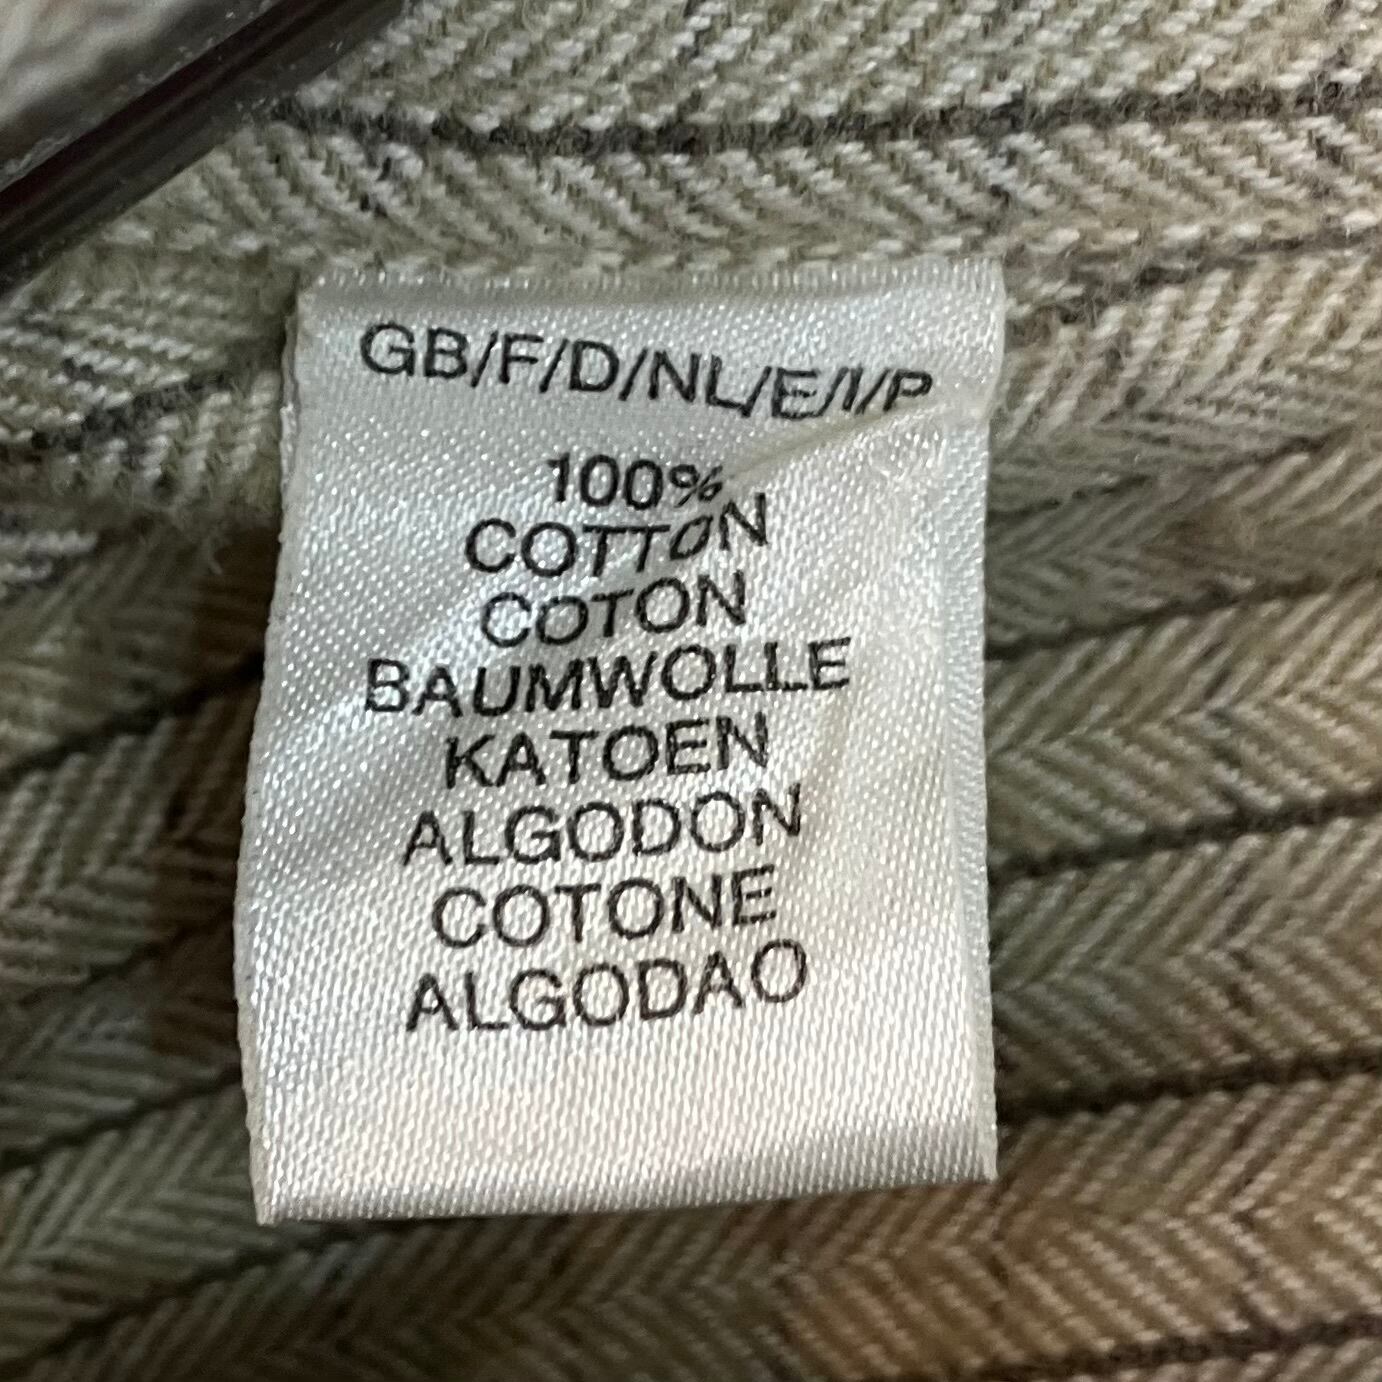 GB/F/D/NL/E/I/P
100%
COTTON
COTON
BAUMWOLLE
KATOEN
ALGODON
COTONE
ALGODAO